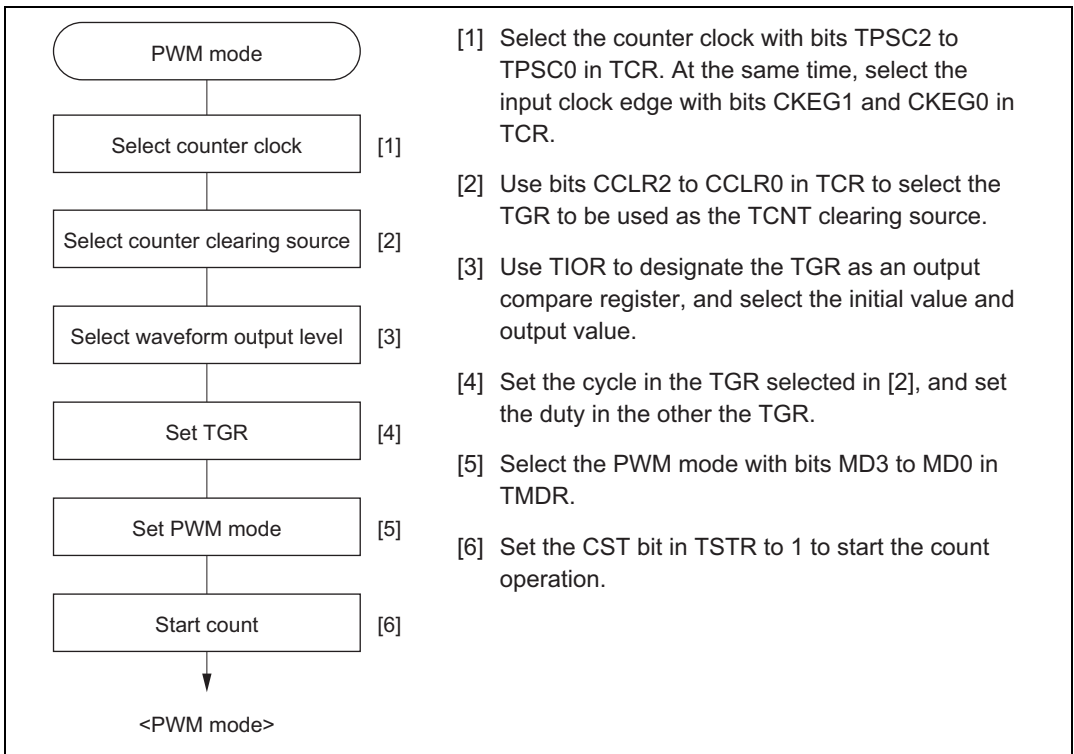 PWM mode
Select counter clock [1]
Select counter clearing source [2]
Select waveform output level [3]
Set TGR [4]
Set PWM mode [5]
Start count [6]
<PWM mode>
[1] Select the counter clock with bits TPSC2 to
TPSC0 in TCR. At the same time, select the
input clock edge with bits CKEG1 and CKEG0 in
TCR.
[2] Use bits CCLR2 to CCLR0 in TCR to select the
TGR to be used as the TCNT clearing source.
[3] Use TIOR to designate the TGR as an output
compare register, and select the initial value and
output value.
[4] Set the cycle in the TGR selected in [2], and set
the duty in the other the TGR.
[5] Select the PWM mode with bits MD3 to MD0 in
TMDR.
[6] Set the CST bit in TSTR to 1 to start the count
operation.